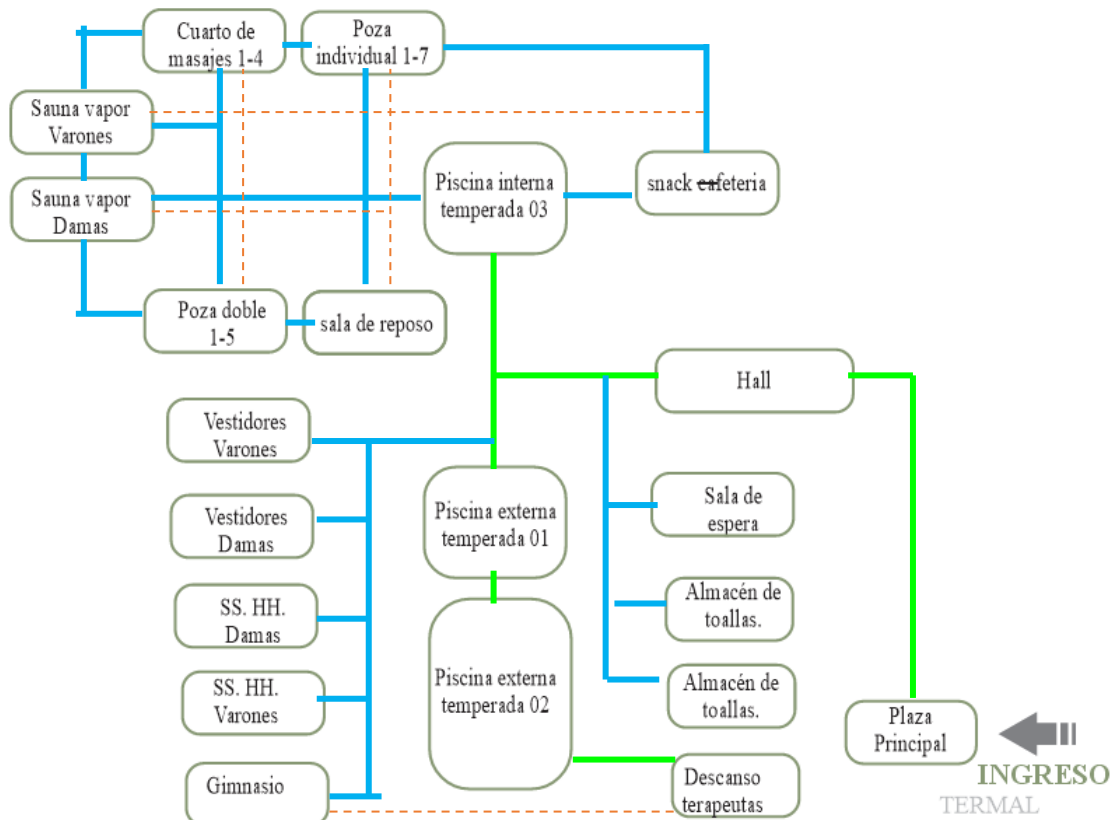 Cuarto de
masajes 1-4
Poza
individual 1-7
Sauna vapor
Varones
Sauna vapor
Damas
Piscina interna
temperada 03
snack cafeteria
Poza doble
1-5
sala de reposo
Hall
Vestidores
Varones
Vestidores
Damas
SS. HH.
Damas
SS. HH.
Varones
Gimnasio
Piscina externa
temperada 01
Piscina externa
temperada 02
Sala de
espera
Almacén de
toallas.
Almacén de
toallas.
Descanso
terapeutas
Plaza
Principal
INGRESO
TERMAL